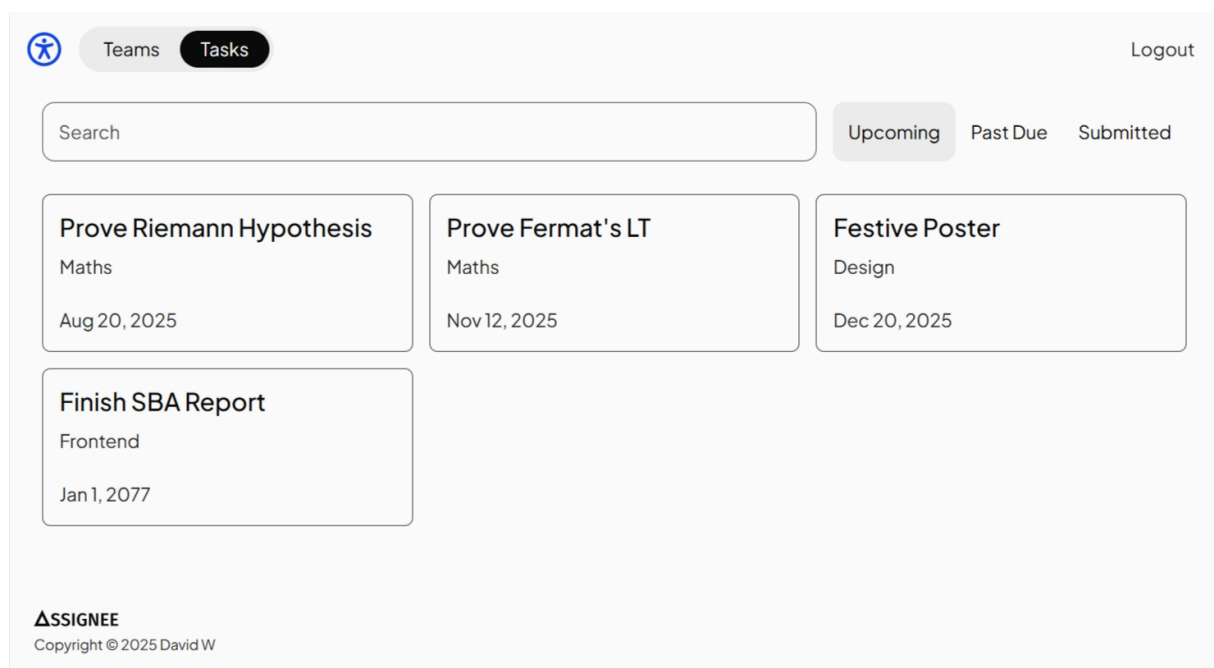 Teams Tasks Logout
Search Upcoming Past Due Submitted
Prove Riemann Hypothesis
Maths
Aug 20, 2025
Prove Fermat's LT
Maths
Nov 12, 2025
Festive Poster
Design
Dec 20, 2025
Finish SBA Report
Frontend
Jan 1, 2077
ASSIGNEE
Copyright © 2025 David W